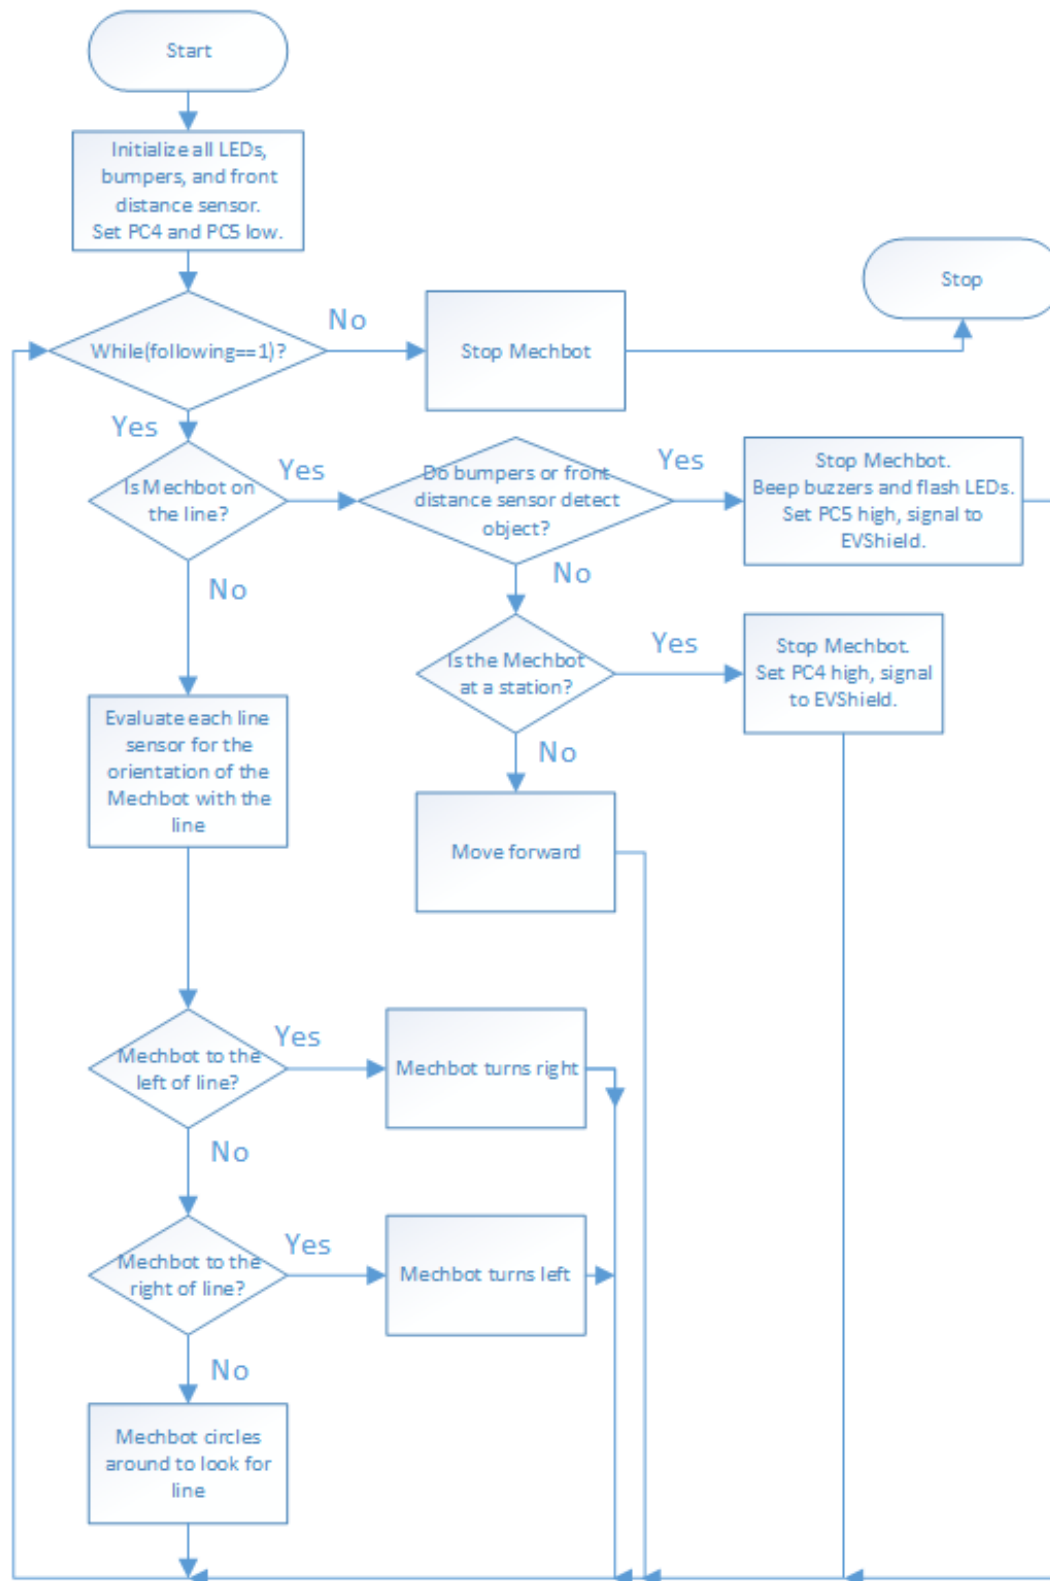 Start
Initialize all LEDs,
bumpers, and front
distance sensor.
Set PC4 and PC5 low.
Stop
While(following==1)?
No
Stop Mechbot
Yes
Is Mechbot on
the line?
Yes
Do bumpers or front
distance sensor detect
object?
Yes
Stop Mechbot.
Beep buzzers and flash LEDs.
Set PC5 high, signal to
EVShield.
No
No
Is the Mechbot
at a station?
Yes
Stop Mechbot.
Set PC4 high, signal
to EVShield.
No
Evaluate each line
sensor for the
orientation of the
Mechbot with the
line
Move forward
Mechbot to the
left of line?
Yes
Mechbot turns right
No
Mechbot to the
right of line?
Yes
Mechbot turns left
No
Mechbot circles
around to look for
line